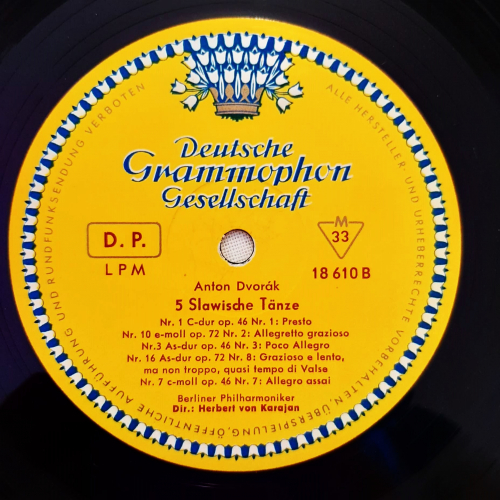 Deutsche
Grammophon
Gesellschaft
D. P.
LPM
M
33
18 610 B
Anton Dvorák
5 Slawische Tänze
Nr. 1 C-dur op. 46 Nr. 1: Presto
Nr. 10 e-moll op. 72 Nr. 2: Allegretto grazioso
Nr.3 As-dur op. 46 Nr. 3: Poco Allegro
Nr. 16 As-dur op. 72 Nr. 8: Grazioso e lento,
ma non troppo, quasi tempo di Valse
Nr. 7 c-moll op. 46 Nr. 7: Allegro assai
Berliner Philharmoniker
Dir.: Herbert von Karajan
ALLE HERSTELLER- UND URHEBERRECHTE VORBEHALTEN, ÜBERSPIELUNG, ÖFFENTLICHE AUFFÜHRUNG UND RUNDFUNKSENDUNG VERBOTEN